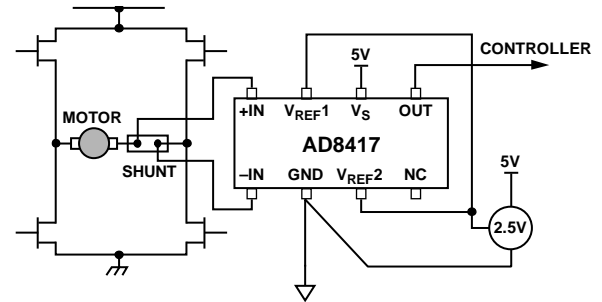 CONTROLLER
5V
+IN VREF1 VS OUT
MOTOR
AD8417
SHUNT
–IN GND VREF2 NC
5V
2.5V